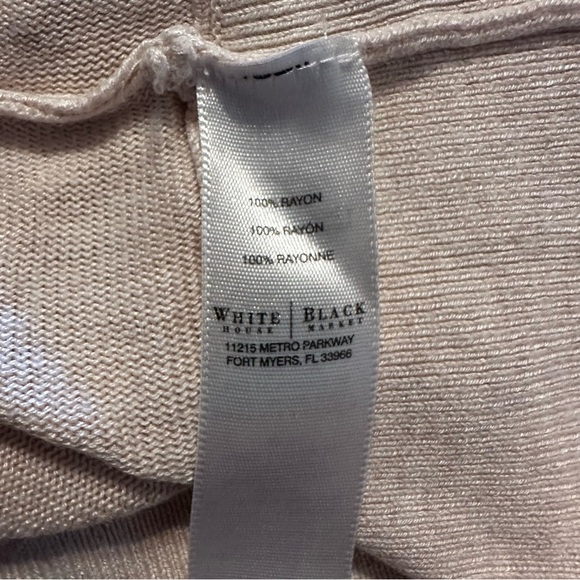 100% RAYON
100% RAYÓN
100% RAYONNE
WHITE | BLACK
HOUSE | MARKET
11215 METRO PARKWAY
FORT MYERS, FL 33966